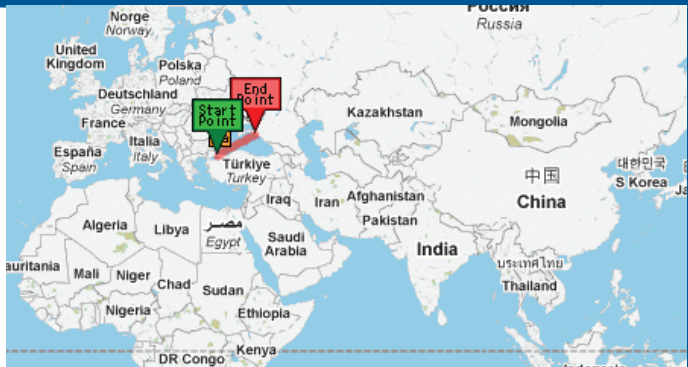 Norge
Norway
Россия
Russia
United
Kingdom
Polska
Poland
Deutschland
Germany
France
España
Spain
Italia
Italy
Start
Point
End
Point
Türkiye
Turkey
Kazakhstan
Mongolia
中国
China
대한민국
S Korea
Iraq
Iran
Afghanistan
Pakistan
India
ประเทศไทย
Thailand
Algeria
Libya
مصر
Egypt
Saudi
Arabia
Mali
Niger
Chad
Sudan
Nigeria
Ethiopia
Kenya
DR Congo